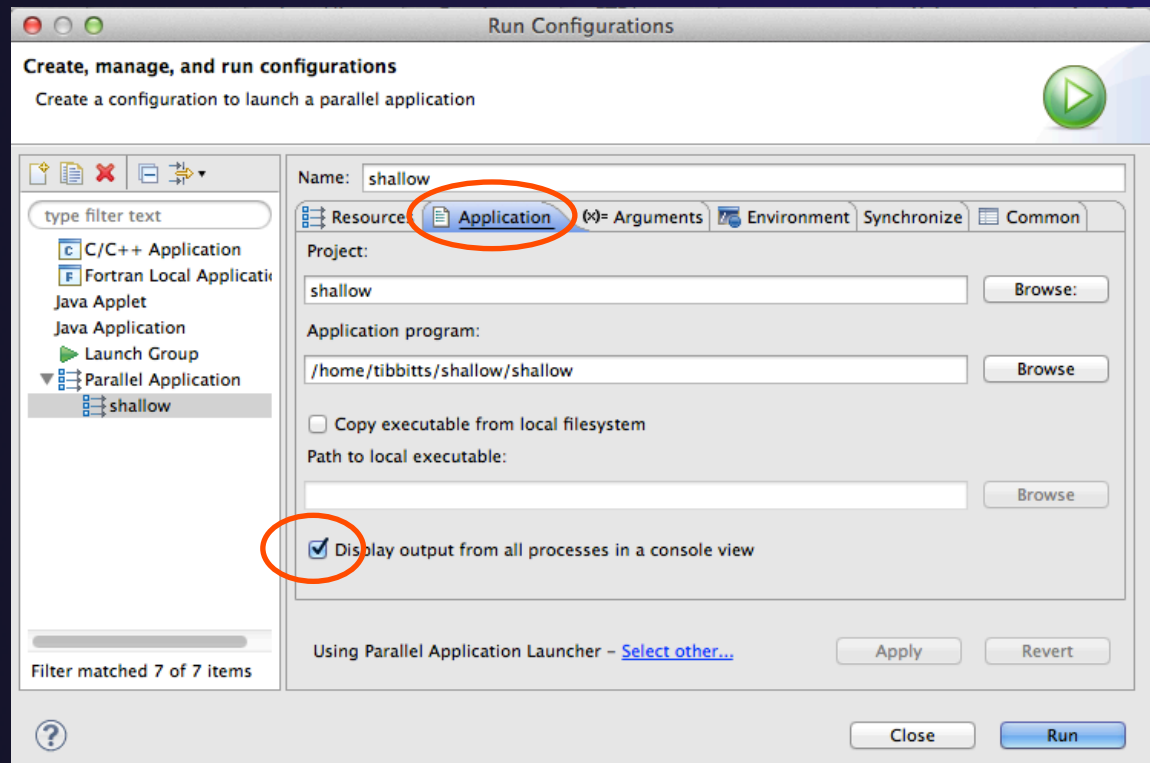 Run Configurations
Create, manage, and run configurations
Create a configuration to launch a parallel application
type filter text
C/C++ Application
Fortran Local Applicati
Java Applet
Java Application
Launch Group
Parallel Application
shallow
Filter matched 7 of 7 items
Name: shallow
Resources Application (x)= Arguments Environment Synchronize Common
Project:
shallow Browse:
Application program:
/home/tibbitts/shallow/shallow Browse
Copy executable from local filesystem
Path to local executable:
Browse
Display output from all processes in a console view
Using Parallel Application Launcher – Select other... Apply Revert
? Close Run